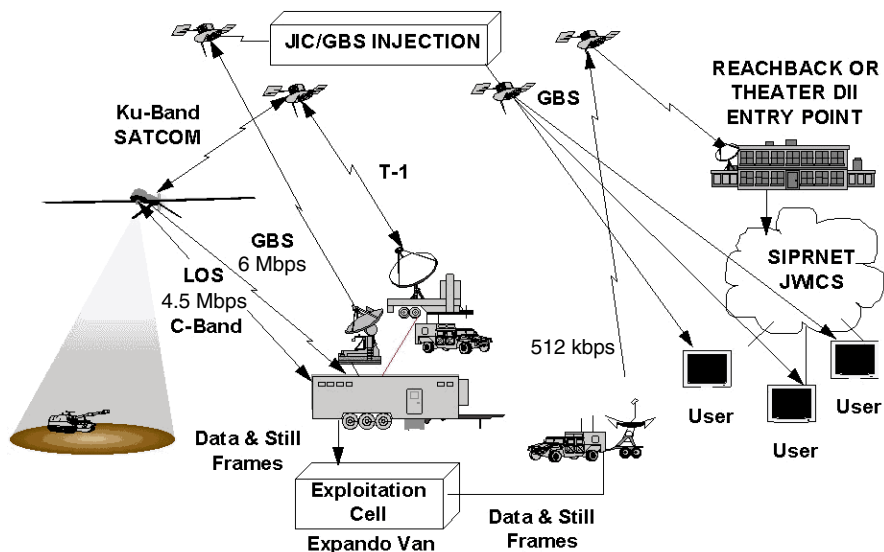 JIC/GBS INJECTION
GBS
REACHBACK OR
THEATER DII
ENTRY POINT
Ku-Band
SATCOM
T-1
GBS
6 Mbps
LOS
4.5 Mbps
C-Band
SIPRNET
JWICS
512 kbps
User
User
User
Data & Still
Frames
Exploitation
Cell
Expando Van
Data & Still
Frames